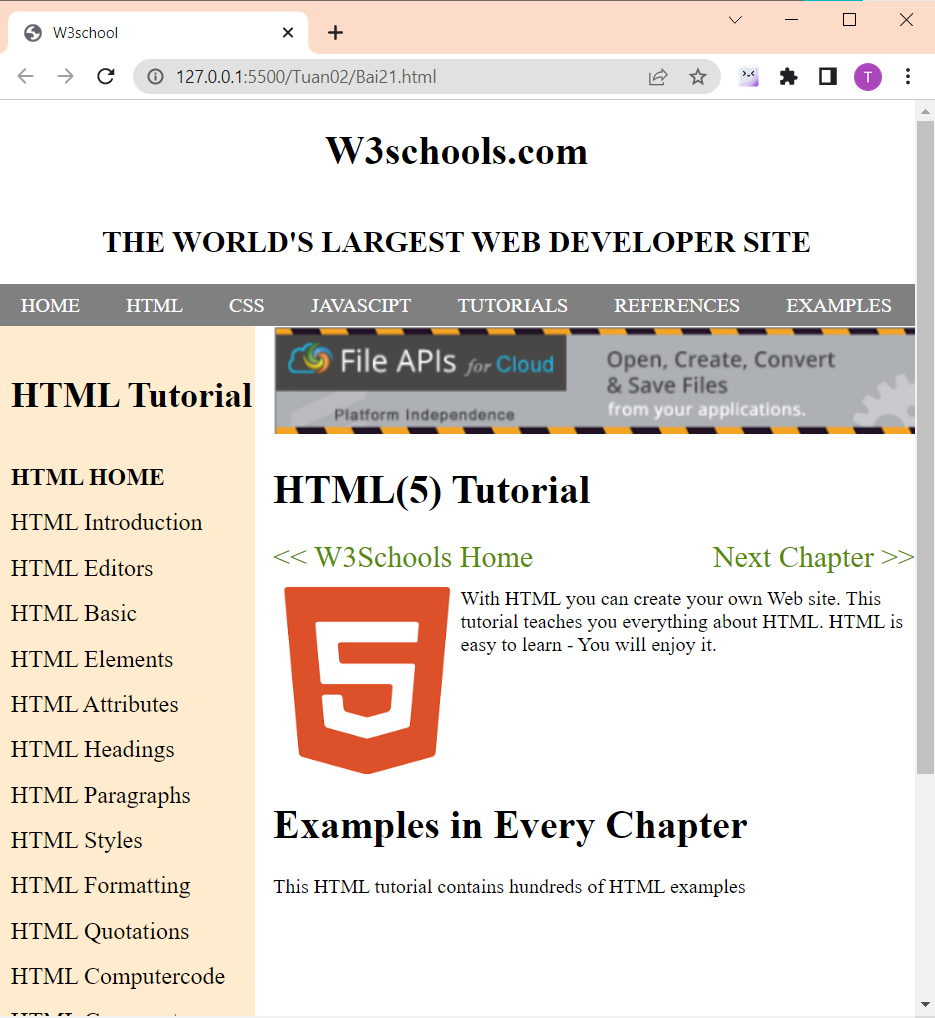 W3school
127.0.0.1:5500/Tuan02/Bai21.html
T
W3schools.com
THE WORLD'S LARGEST WEB DEVELOPER SITE
HOME HTML CSS JAVASCIPT TUTORIALS REFERENCES EXAMPLES
HTML Tutorial
HTML HOME
HTML Introduction
HTML Editors
HTML Basic
HTML Elements
HTML Attributes
HTML Headings
HTML Paragraphs
HTML Styles
HTML Formatting
HTML Quotations
HTML Computercode
File APIs for Cloud
Platform Independence
Open, Create, Convert
& Save Files
from your applications.
HTML(5) Tutorial
<< W3Schools Home Next Chapter >>
5
With HTML you can create your own Web site. This
tutorial teaches you everything about HTML. HTML is
easy to learn - You will enjoy it.
Examples in Every Chapter
This HTML tutorial contains hundreds of HTML examples